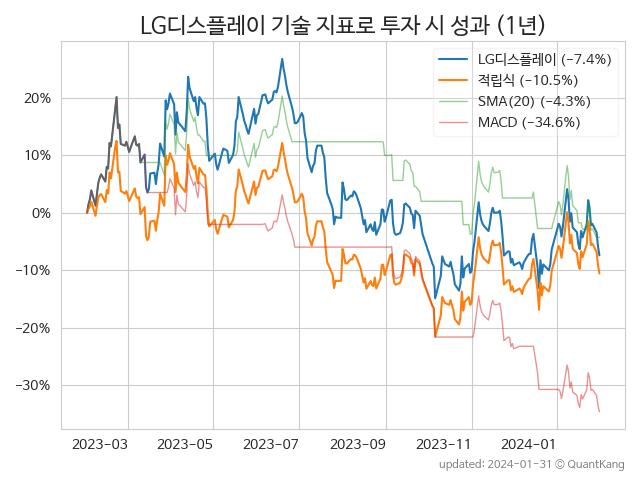 LG디스플레이 기술 지표로 투자 시 성과 (1년)
LG디스플레이 (−7.4%)
적립식 (−10.5%)
SMA(20) (−4.3%)
MACD (−34.6%)
20%
10%
0%
−10%
−20%
−30%
2023-03 2023-05 2023-07 2023-09 2023-11 2024-01
updated: 2024-01-31 © QuantKang